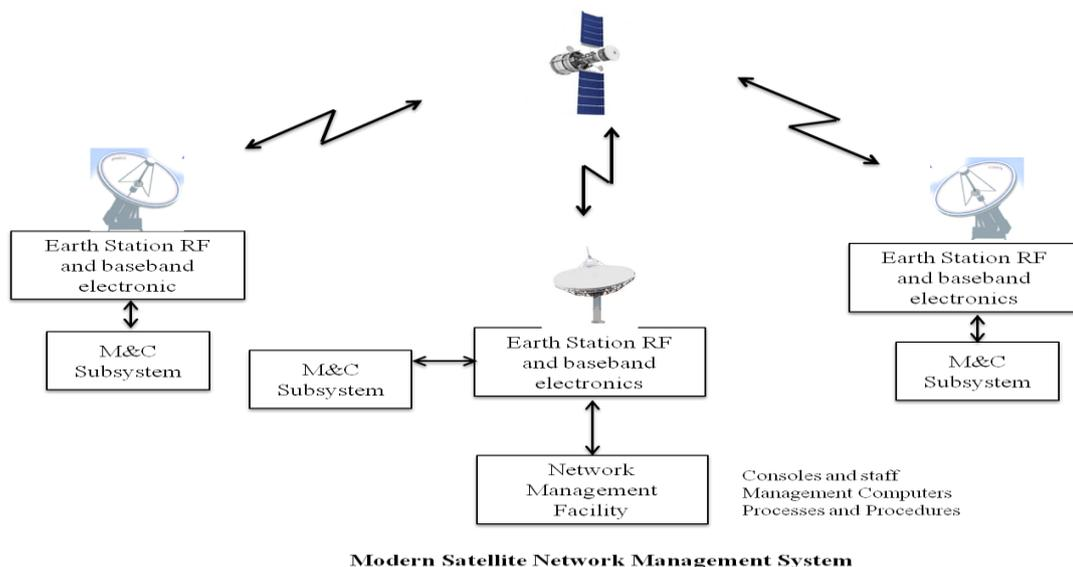 Earth Station RF
and baseband
electronic
M&C
Subsystem
M&C
Subsystem
Earth Station RF
and baseband
electronics
Network
Management
Facility
Earth Station RF
and baseband
electronics
M&C
Subsystem
Consoles and staff
Management Computers
Processes and Procedures
Modern Satellite Network Management System